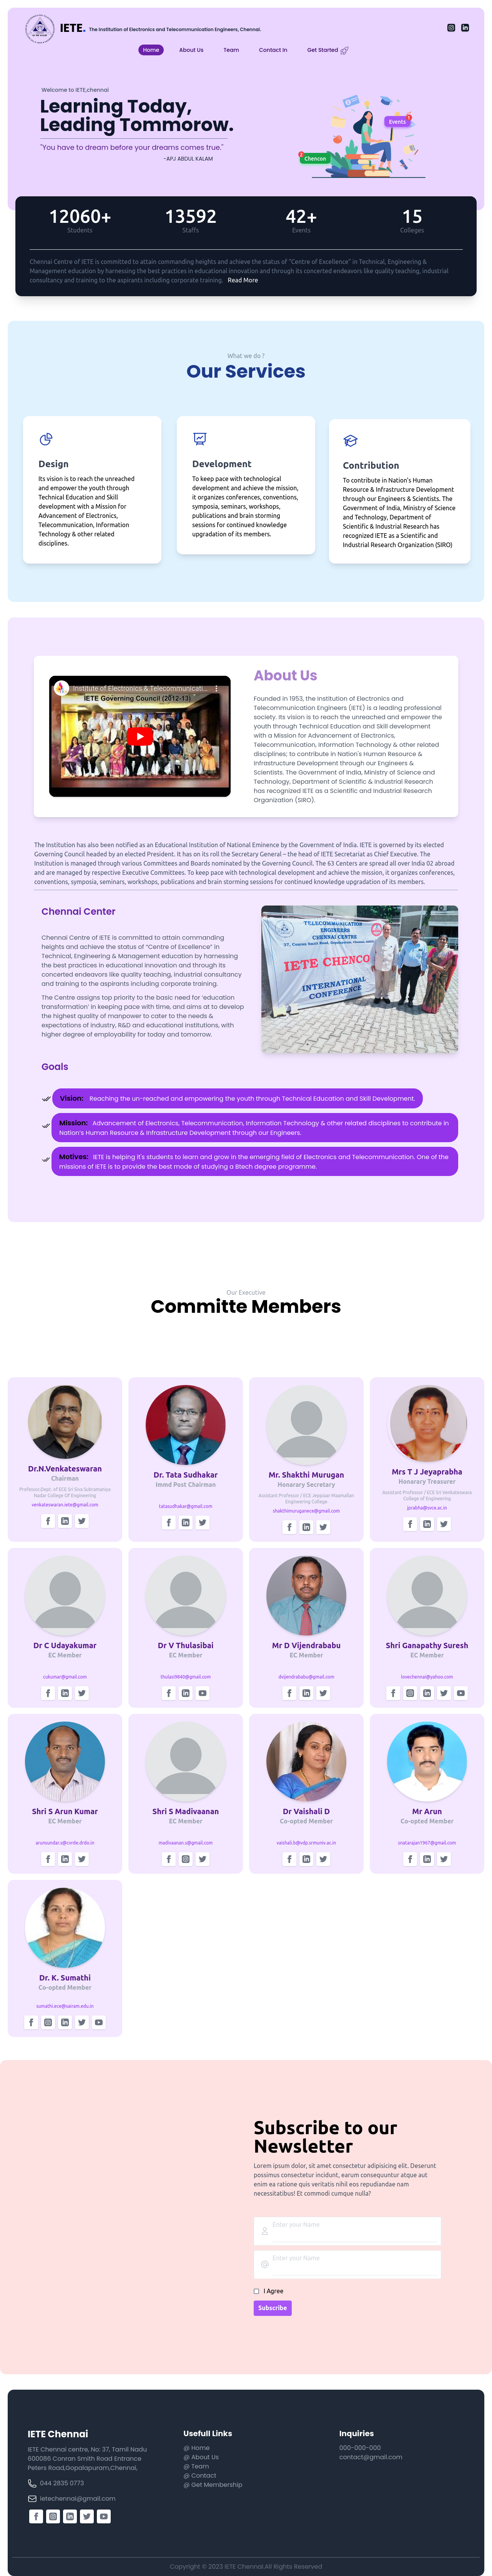 IETE. The Institution of Electronics and Telecommunication Engineers, Chennai.
Home
About Us
Team
Contact In
Get Started
Welcome to IETE,chennai
Learning Today,
Leading Tommorow.
"You have to dream before your dreams comes true."
-APJ ABDUL KALAM
Events
Chencon
12060+
Students
13592
Staffs
42+
Events
15
Colleges
Chennai Centre of IETE is committed to attain commanding heights and achieve the status of "Centre of Excellence" in Technical, Engineering &
Management education by harnessing the best practices in educational innovation and through its concerted endeavors like quality teaching, industrial
consultancy and training to the aspirants including corporate training. Read More
What we do ?
Our Services
Design
Its vision is to reach the unreached
and empower the youth through
Technical Education and Skill
development with a Mission for
Advancement of Electronics,
Telecommunication, Information
Technology & other related
disciplines.
Development
To keep pace with technological
development and achieve the mission,
it organizes conferences, conventions,
symposia, seminars, workshops,
publications and brain storming
sessions for continued knowledge
upgradation of its members.
Contribution
To contribute in Nation's Human
Resource & Infrastructure Development
through our Engineers & Scientists. The
Government of India, Ministry of Science
and Technology, Department of
Scientific & Industrial Research has
recognized IETE as a Scientific and
Industrial Research Organization (SIRO)
Institute of Electronics & Telecommunicati...
IETE Governing Council (2012-13)
About Us
Founded in 1953, the Institution of Electronics and
Telecommunication Engineers (IETE) is a leading professional
society. Its vision is to reach the unreached and empower the
youth through Technical Education and Skill development
with a Mission for Advancement of Electronics,
Telecommunication, Information Technology & other related
disciplines, to contribute in Nation's Human Resource &
Infrastructure Development through our Engineers &
Scientists. The Government of India, Ministry of Science and
Technology, Department of Scientific & Industrial Research
has recognized IETE as a Scientific and Industrial Research
Organization (SIRO).
The Institution has also been notified as an Educational Institution of National Eminence by the Government of India. IETE is governed by its elected
Governing Council headed by an elected President. It has on its roll the Secretary General – the head of IETE Secretariat as Chief Executive. The
Institution is managed through various Committees and Boards nominated by the Governing Council. The 63 Centers are spread all over India 02 abroad
and are managed by respective Executive Committees. To keep pace with technological development and achieve the mission, it organizes conferences,
conventions, symposia, seminars, workshops, publications and brain storming sessions for continued knowledge upgradation of its members.
Chennai Center
Chennai Centre of IETE is committed to attain commanding
heights and achieve the status of "Centre of Excellence" in
Technical, Engineering & Management education by harnessing
the best practices in educational innovation and through its
concerted endeavors like quality teaching, industrial consultancy
and training to the aspirants including corporate training.
The Centre assigns top priority to the basic need for 'education
transformation' in keeping pace with time, and aims at to develop
the highest quality of manpower to cater to the needs &
expectations of industry, R&D and educational institutions, with
higher degree of employability for today and tomorrow.
ENGINEERS
CHENNAI CENTRE
IETE CHENCO
INTERNATIONAL
CONFERENCE
Goals
Vision: Reaching the un-reached and empowering the youth through Technical Education and Skill Development.
Mission: Advancement of Electronics, Telecommunication, Information Technology & other related disciplines to contribute in
Nation's Human Resource & Infrastructure Development through our Engineers.
Motives: IETE is helping it's students to learn and grow in the emerging field of Electronics and Telecommunication. One of the
missions of IETE is to provide the best mode of studying a Btech degree programme.
Our Executive
Committe Members
Dr.N.Venkateswaran
Chairman
Professor,Dept. of ECE Sri Siva Subramaniya
Nadar College Of Engineering
venkateswaran.iete@gmail.com
Dr. Tata Sudhakar
Immd Post Chairman
tatasudhakar@gmail.com
Mr. Shakthi Murugan
Honarary Secretary
Assistant Professor / ECE Jeppiaar Maamallan
Engineering College
shakthimuruganece@gmail.com
Mrs T J Jeyaprabha
Honarary Treasurer
Assistant Professor / ECE Sri Venkateswara
College of Engineering
jprabha@svce.ac.in
Dr C Udayakumar
EC Member
cukumar@gmail.com
Dr V Thulasibai
EC Member
thulasi9640@gmail.com
Mr D Vijendrababu
EC Member
dvijendrababu@gmail.com
Shri Ganapathy Suresh
EC Member
losechennai@yahoo.com
Shri S Arun Kumar
EC Member
arunsundar.s@cvrde.drdo.in
Shri S Madivaanan
EC Member
madivaanan.s@gmail.com
Dr Vaishali D
Co-opted Member
vaishali.b@vdp.srmuniv.ac.in
Mr Arun
Co-opted Member
snatarajan1967@gmail.com
Dr. K. Sumathi
Co-opted Member
sumathi.ece@sairam.edu.in
Subscribe to our
Newsletter
Lorem ipsum dolor, sit amet consectetur adipisicing elit. Deserunt
possimus consectetur incidunt, earum consequuntur atque aut
enim ea ratione quis veritatis nihil eos repudiandae nam
necessitatibus! Et commodi cumque nulla?
Enter your Name
Enter your Name
I Agree
Subscribe
IETE Chennai
IETE Chennai centre, No: 37, Tamil Nadu
600086 Conran Smith Road Entrance
Peters Road,Gopalapuram,Chennai,
044 2835 0773
ietechennai@gmail.com
Usefull Links
@ Home
@ About Us
@ Team
@ Contact
@ Get Membership
Inquiries
000-000-000
contact@gmail.com
Copyright © 2023 IETE Chennai.All Rights Reserved